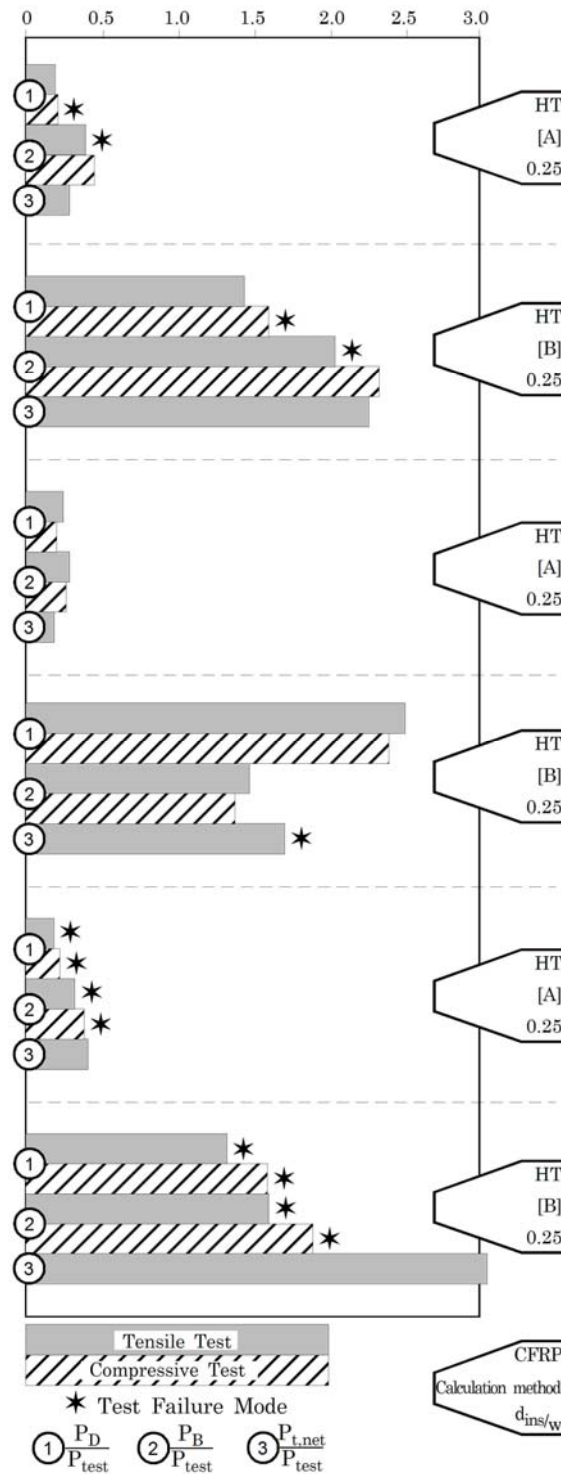 0 0.5 1.0 1.5 2.0 2.5 3.0
1
2
3
HT
[A]
0.25
1
2
3
HT
[B]
0.25
1
2
3
HT
[A]
0.25
1
2
3
HT
[B]
0.25
1
2
3
HT
[A]
0.25
1
2
3
HT
[B]
0.25
Tensile Test
Compressive Test
Test Failure Mode
1 P_D/P_test 2 P_B/P_test 3 P_t,net/P_test
CFRP
Calculation method
d_ins/w